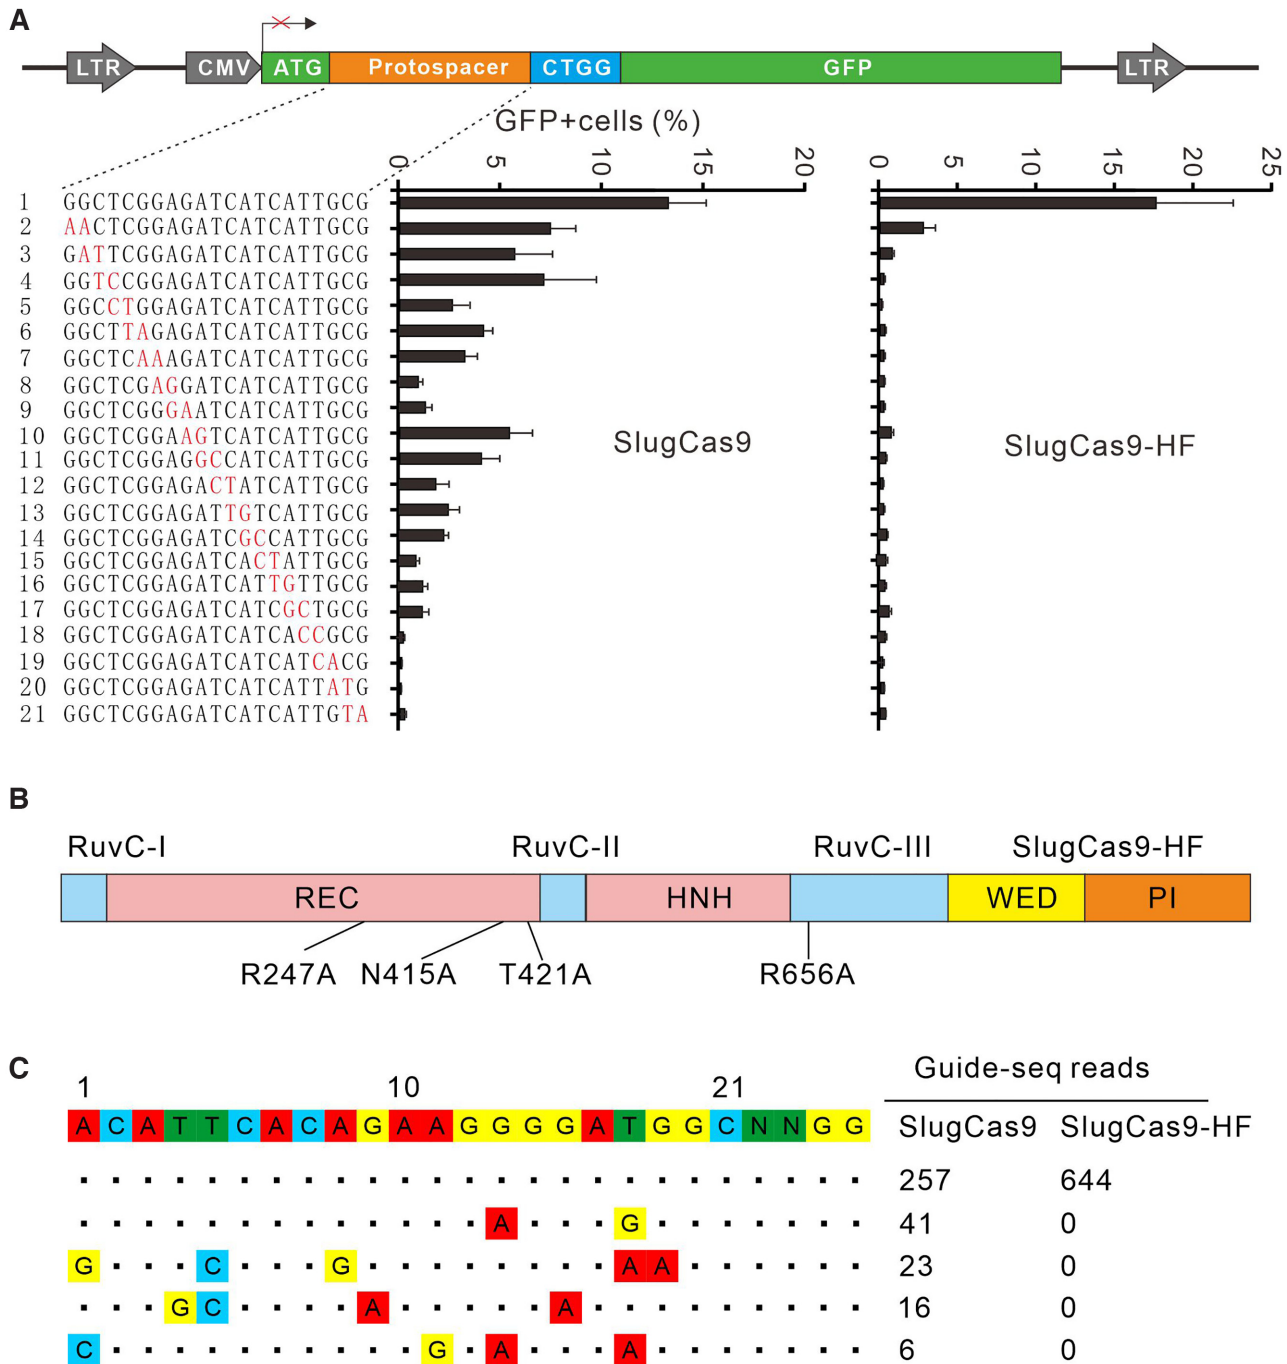 A
LTR CMV ATG Protospacer CTGG GFP LTR
GFP+cells (%)
0 5 10 15 20 0 5 10 15 20 25
1 GGCTCGGAGATCATCATTGCG
2 AACTCGGAGATCATCATTGCG
3 GATTCGGAGATCATCATTGCG
4 GGTCCGGAGATCATCATTGCG
5 GGCCTGGAGATCATCATTGCG
6 GGCTTAGAGATCATCATTGCG
7 GGCTCAAAGATCATCATTGCG
8 GGCTCGAGGATCATCATTGCG
9 GGCTCGGGAATCATCATTGCG
10 GGCTCGGAAGTCATCATTGCG
11 GGCTCGGAGGCCATCATTGCG
12 GGCTCGGAGACTATCATTGCG
13 GGCTCGGAGATTGTCATTGCG
14 GGCTCGGAGATCGCCATTGCG
15 GGCTCGGAGATCACTATTGCG
16 GGCTCGGAGATCATTGTTGCG
17 GGCTCGGAGATCATCGCTGCG
18 GGCTCGGAGATCATCACCGCG
19 GGCTCGGAGATCATCATCACG
20 GGCTCGGAGATCATCATTATG
21 GGCTCGGAGATCATCATTGTA
SlugCas9 SlugCas9-HF
B
RuvC-I RuvC-II RuvC-III SlugCas9-HF
REC HNH WED PI
R247A N415A T421A R656A
C
1 10 21 Guide-seq reads
A C A T T C A C A G A A G G G G A T G G C N N G G SlugCas9 SlugCas9-HF
. . . . . . . . . . . . . . . . . . . . . . . . . 257 644
. . . . . . . . . . . . . A . . . G . . . . . . . 41 0
G . . . C . . . G . . . . . . . . A A . . . . . . 23 0
. . . G C . . . . A . . . . . A . . . . . . . . . 16 0
C . . . . . . . . . . G . A . . . A . . . . . . . 6 0